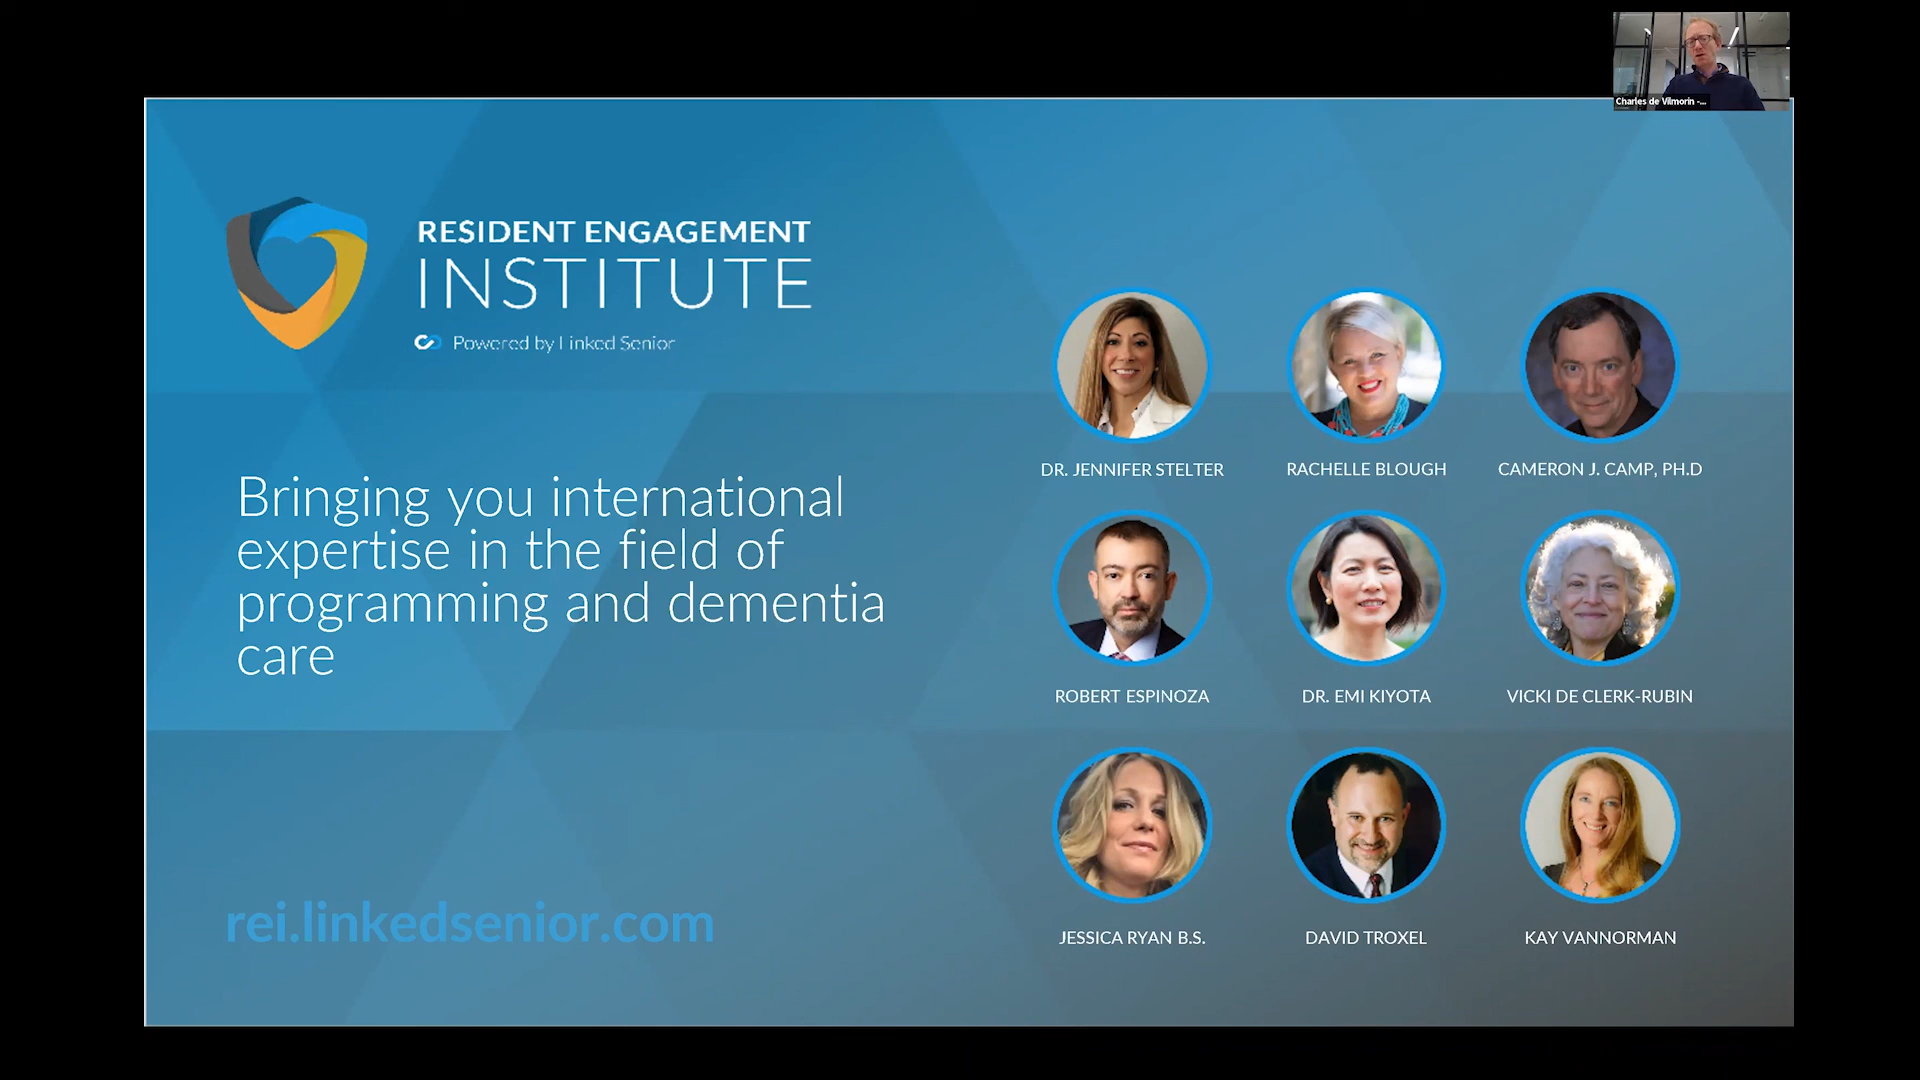 Charles de Vilmorin -...
RESIDENT ENGAGEMENT
INSTITUTE
Powered by Linked Senior
Bringing you international
expertise in the field of
programming and dementia
care
rei.linkedsenior.com
DR. JENNIFER STELTER
RACHELLE BLOUGH
CAMERON J. CAMP, PH.D
ROBERT ESPINOZA
DR. EMI KIYOTA
VICKI DE CLERK-RUBIN
JESSICA RYAN B.S.
DAVID TROXEL
KAY VANNORMAN